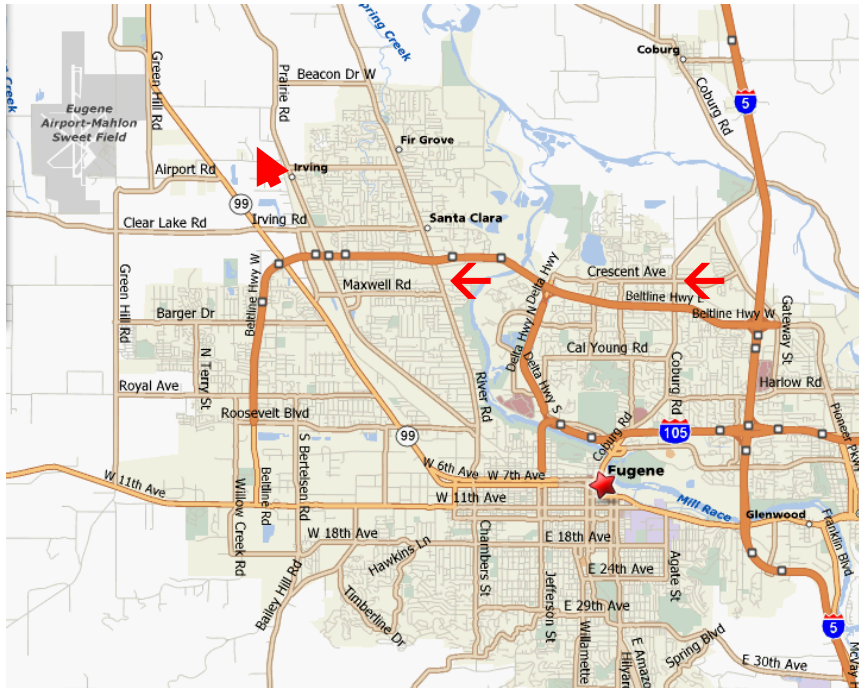 Spring Creek
Coburg
Green Hill Rd
Prairie Rd
Beacon Dr W
Coburg Rd
5
Creek
Eugene
Airport-Mahlon
Sweet Field
Fir Grove
Airport Rd
Irving
99
Clear Lake Rd
Irving Rd
Santa Clara
Green Hill Rd
Beltline Hwy W
Maxwell Rd
Delta Hwy
Crescent Ave
Beltline Hwy E
Beltline Hwy W
Gateway St
Barger Dr
N Terry St
Delta Hwy N
Cal Young Rd
Delta Hwy S
Coburg Rd
Royal Ave
River Rd
Harlow Rd
Roosevelt Blvd
S Bertelsen Rd
99
Coburg Rd
105
Pioneer Pkwy
W 11th Ave
W 6th Ave
W 7th Ave
Eugene
W 11th Ave
Willow Creek Rd
Beltline Rd
Mill Race
Glenwood
Franklin Blvd
W 18th Ave
Hawkins Ln
Chambers St
E 18th Ave
E 24th Ave
Agate St
Bailey Hill Rd
Timberline Dr
Jefferson St
E 29th Ave
Willamette
E Amazo
Hilyar
Spring Blvd
E 30th Ave
5
McVay H